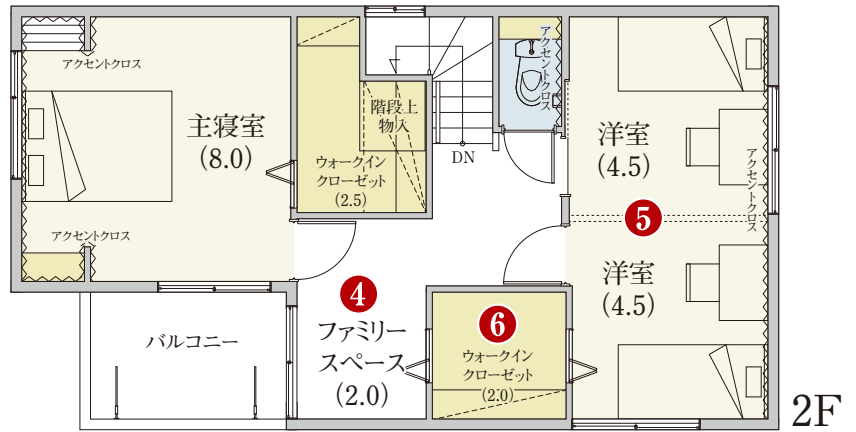 アクセントクロス
主寝室
(8.0)
アクセントクロス
階段上
物入
ウォークイン
クローゼット
(2.5)
DN
アクセントクロス
洋室
(4.5)
アクセントクロス
5
洋室
(4.5)
4
ファミリー
スペース
(2.0)
6
ウォークイン
クローゼット
(2.0)
バルコニー
2F